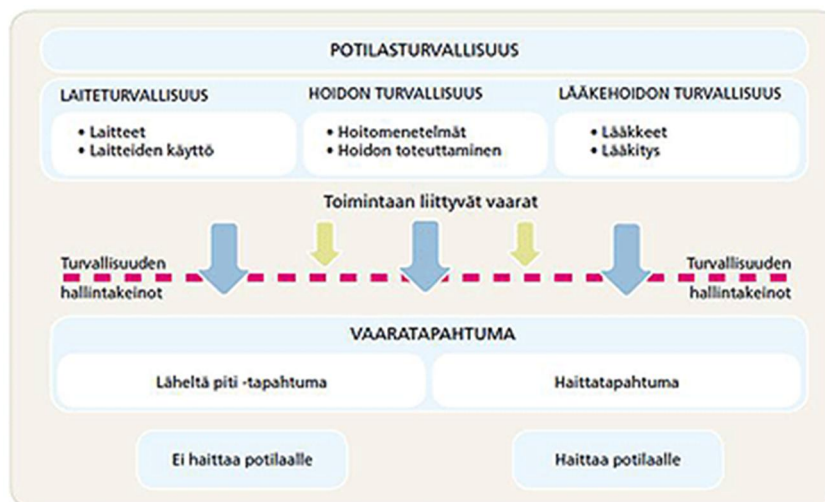 POTILASTURVALLISUUS
LAITETURVALLISUUS
• Laitteet
• Laitteiden käyttö
HOIDON TURVALLISUUS
• Hoitomenetelmät
• Hoidon toteuttaminen
LÄÄKEHOIDON TURVALLISUUS
• Lääkkeet
• Lääkitys
Toimintaan liittyvät vaarat
Turvallisuuden
hallintakeinot
Turvallisuuden
hallintakeinot
VAARATAPAHTUMA
Läheltä piti -tapahtuma
Haittatapahtuma
Ei haittaa potilaalle
Haittaa potilaalle